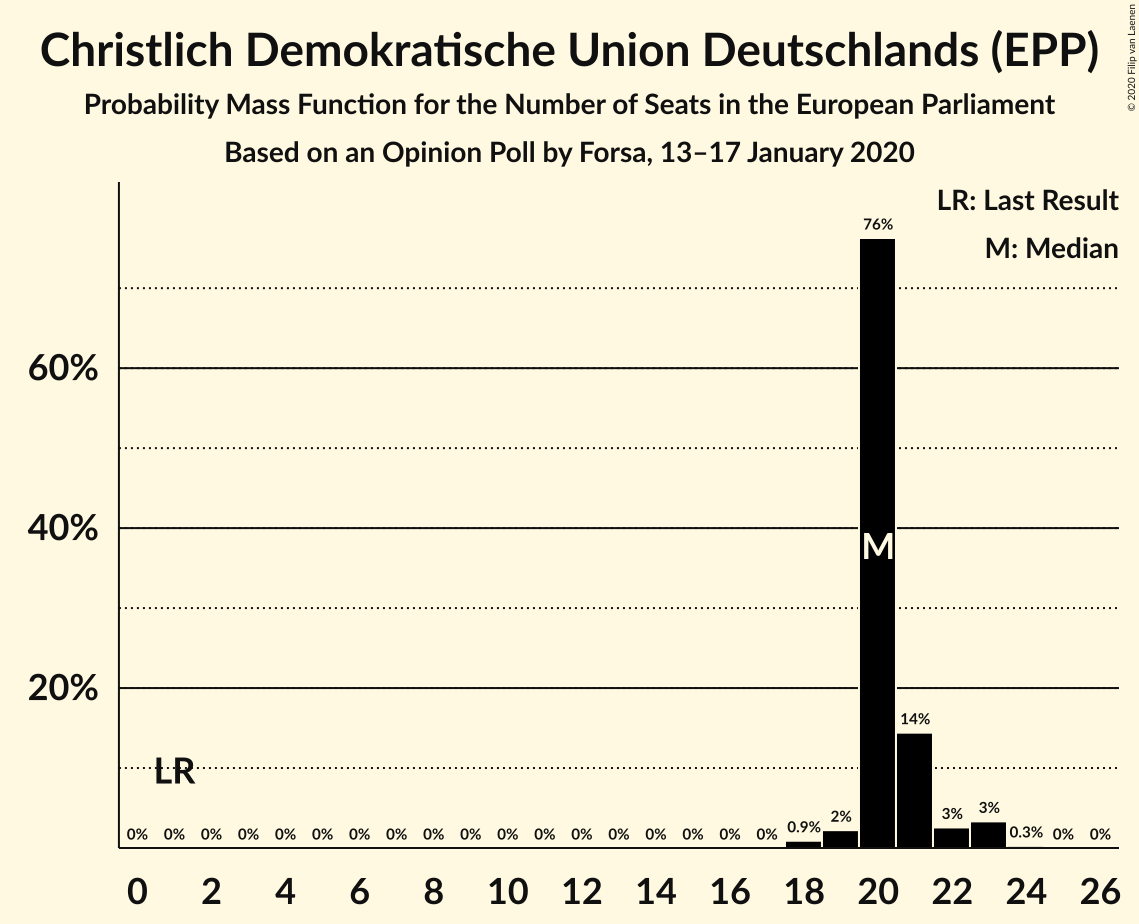 Christlich Demokratische Union Deutschlands (EPP)
Probability Mass Function for the Number of Seats in the European Parliament
Based on an Opinion Poll by Forsa, 13–17 January 2020
© 2020 Filip van Laenen
LR: Last Result
M: Median
60%
40%
20%
LR
M
0% 0% 0% 0% 0% 0% 0% 0% 0% 0% 0% 0% 0% 0% 0% 0% 0% 0% 0.9% 2% 76% 14% 3% 3% 0.3% 0% 0%
0 2 4 6 8 10 12 14 16 18 20 22 24 26